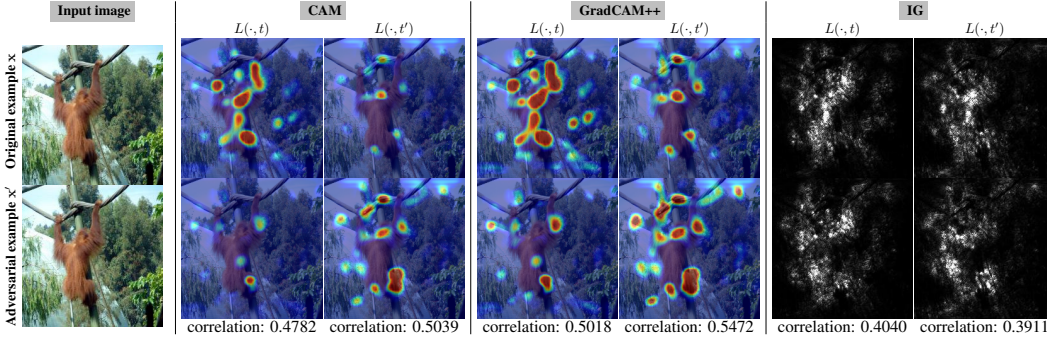 Input image
CAM
GradCAM++
IG
L(·, t)
L(·, t′)
L(·, t)
L(·, t′)
L(·, t)
L(·, t′)
Original example x
Adversarial example x′
correlation: 0.4782
correlation: 0.5039
correlation: 0.5018
correlation: 0.5472
correlation: 0.4040
correlation: 0.3911